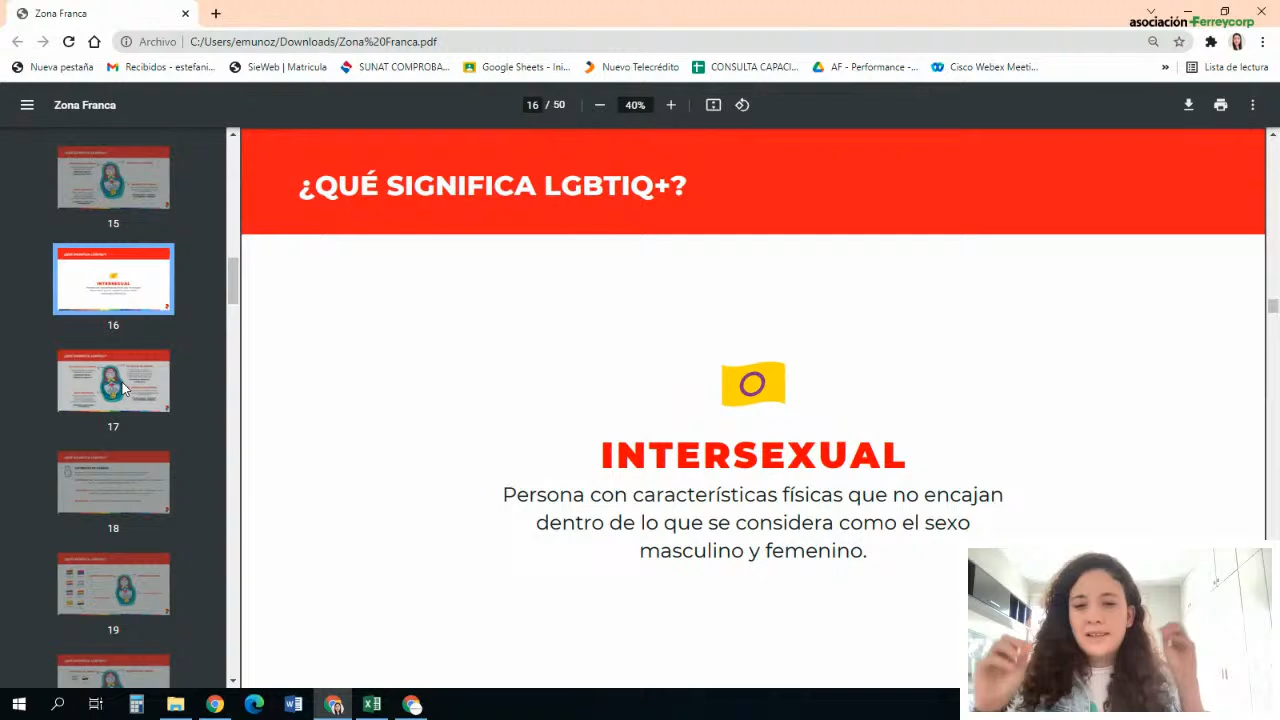 Zona Franca
asociación Ferreycorp
Archivo C:/Users/emunoz/Downloads/Zona%20Franca.pdf
Nueva pestaña Recibidos - estefani... SieWeb | Matricula SUNAT COMPROBA... Google Sheets - Ini... Nuevo Telecrédito CONSULTA CAPACI... AF - Performance -... Cisco Webex Meeti... » Lista de lectura
Zona Franca 16 / 50 40%
15
16
17
18
19
¿QUÉ SIGNIFICA LGBTIQ+?
INTERSEXUAL
Persona con características físicas que no encajan
dentro de lo que se considera como el sexo
masculino y femenino.